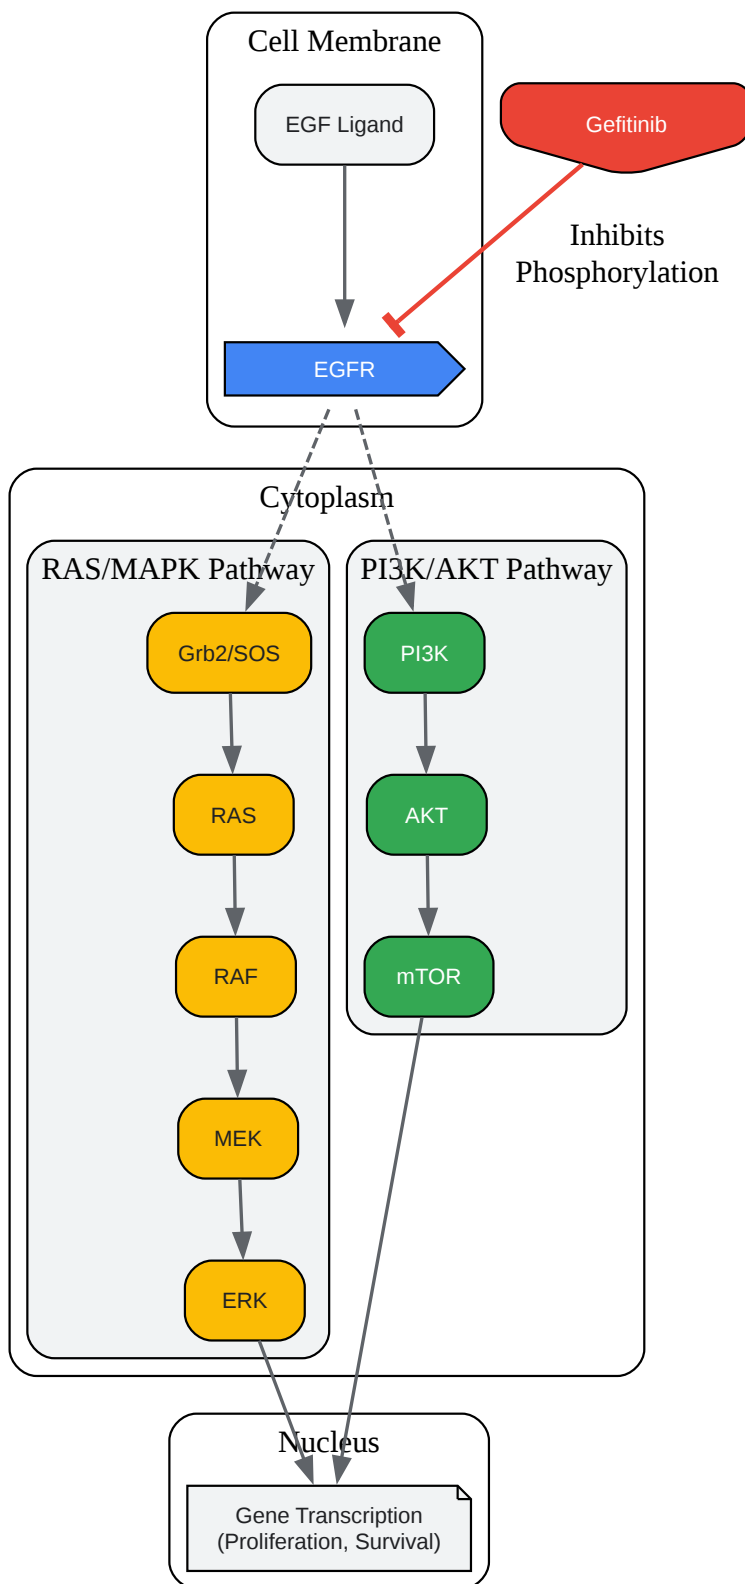 Cell Membrane
EGF Ligand
Gefitinib
Inhibits
Phosphorylation
EGFR
Cytoplasm
RAS/MAPK Pathway
PI3K/AKT Pathway
Grb2/SOS
PI3K
RAS
AKT
RAF
mTOR
MEK
ERK
Nucleus
Gene Transcription
(Proliferation, Survival)